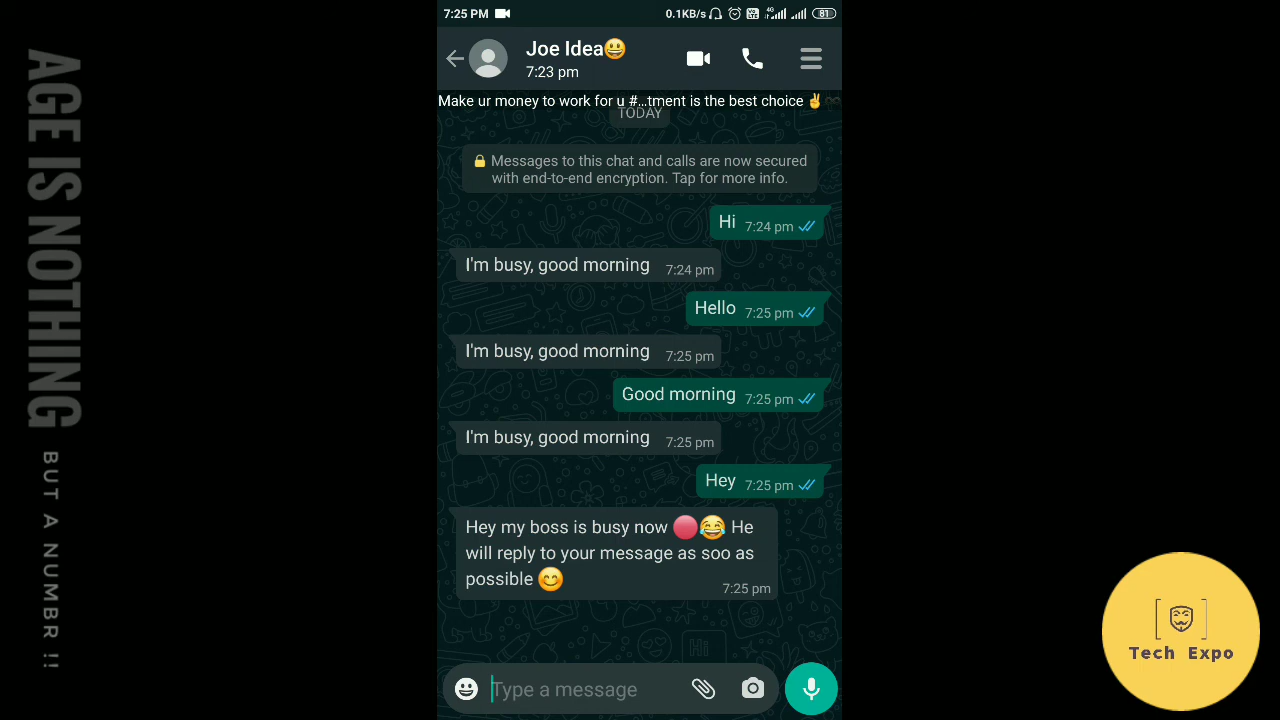 AGE IS NOTHING
BUT A NUMBR !!
7:25 PM
0.1KB/s
Vo LTE
4G
81
Joe Idea😃
7:23 pm
Make ur money to work for u #…tment is the best choice ✌
TODAY
🔒 Messages to this chat and calls are now secured
with end-to-end encryption. Tap for more info.
Hi 7:24 pm
I'm busy, good morning 7:24 pm
Hello 7:25 pm
I'm busy, good morning 7:25 pm
Good morning 7:25 pm
I'm busy, good morning 7:25 pm
Hey 7:25 pm
Hey my boss is busy now 🔴😂 He
will reply to your message as soo as
possible 😊 7:25 pm
Type a message
Tech Expo